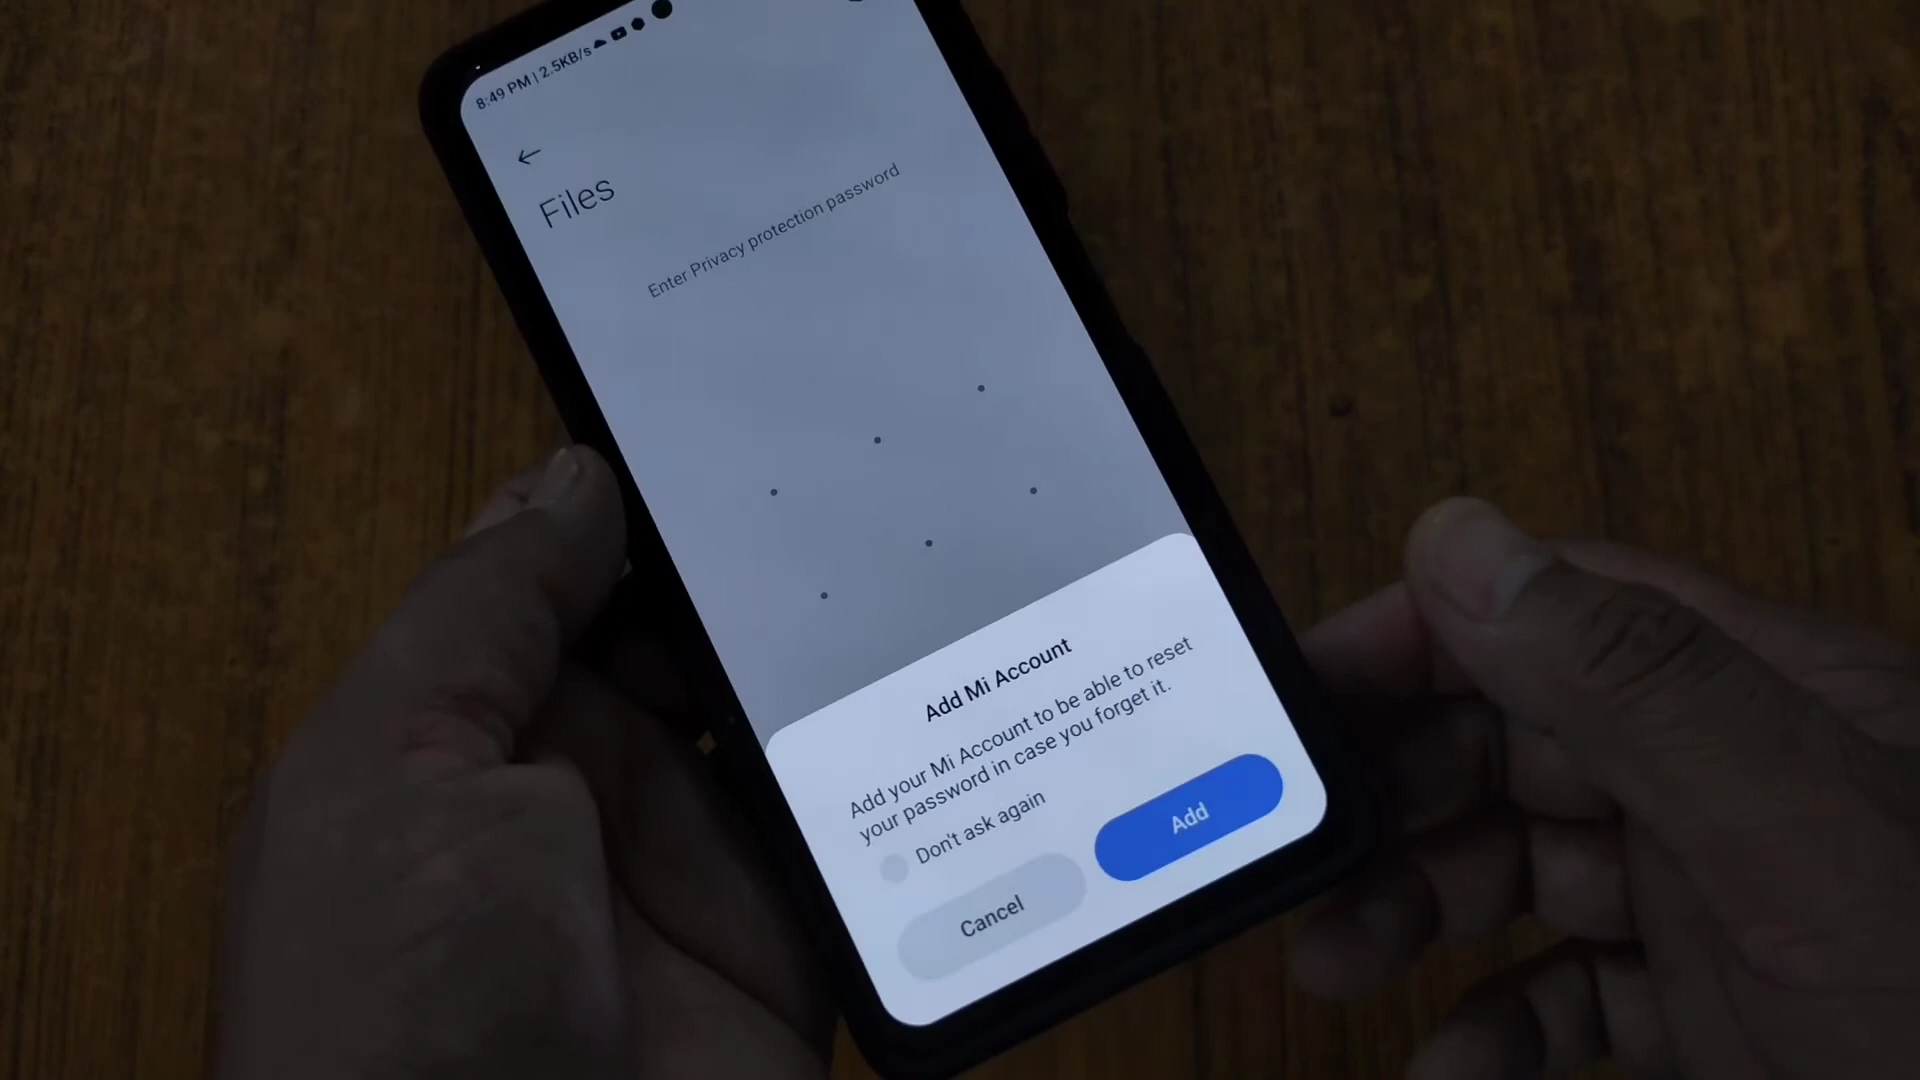 8:49 PM | 2.5KB/s
Files
Enter Privacy protection password
Add Mi Account
Add your Mi Account to be able to reset
your password in case you forget it.
Don't ask again
Cancel
Add